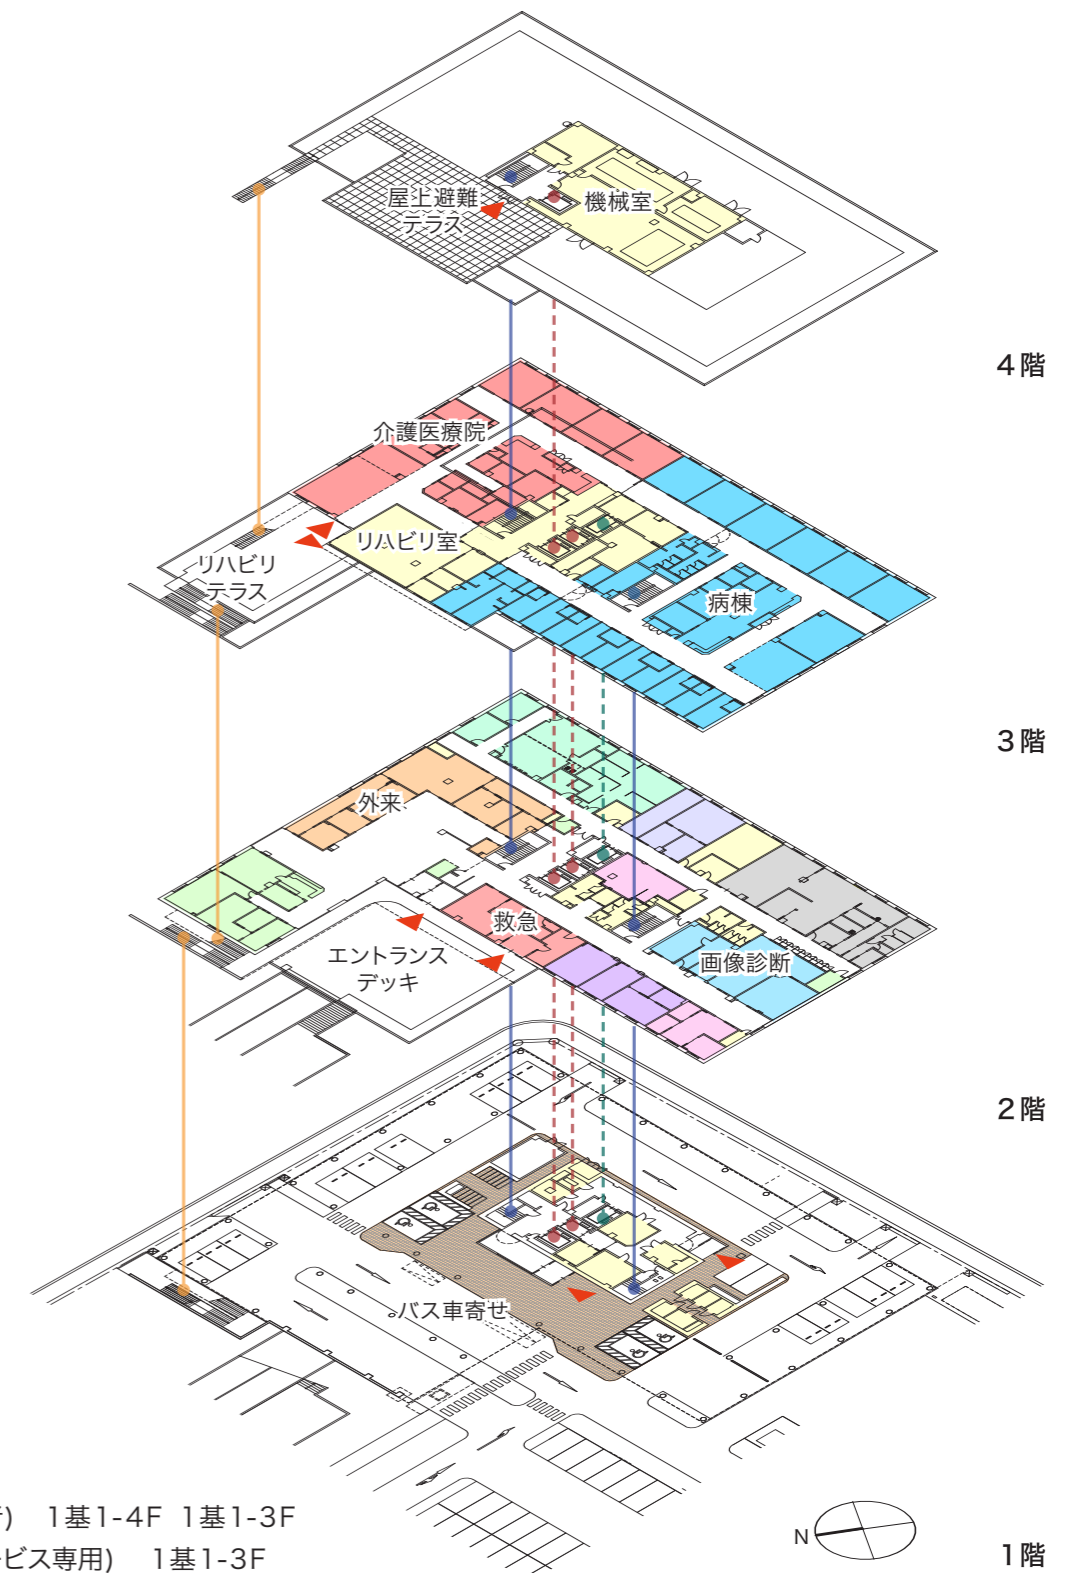 屋上避難
テラス
機械室
4階
介護医療院
リハビリ室
リハビリ
テラス
病棟
3階
外来
救急
エントランス
デッキ
画像診断
2階
バス車寄せ
) 1基1-4F 1基1-3F
ビス専用) 1基1-3F
N
1階